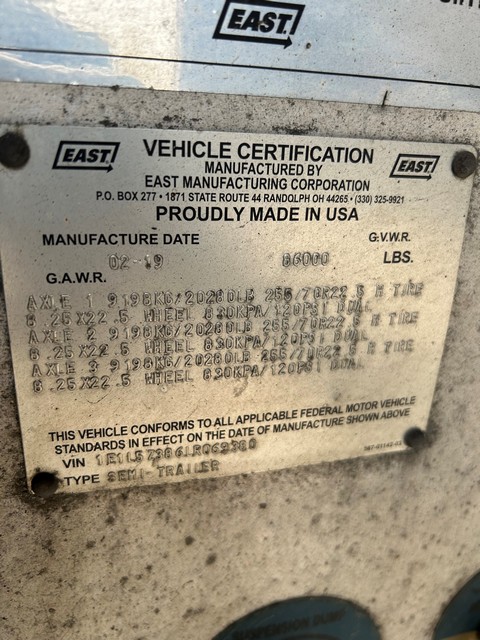 EAST
EAST
VEHICLE CERTIFICATION
EAST
MANUFACTURED BY
EAST MANUFACTURING CORPORATION
P.O. BOX 277 • 1871 STATE ROUTE 44 RANDOLPH OH 44265 • (330) 325-9921
PROUDLY MADE IN USA
MANUFACTURE DATE
G.V.W.R.
02-19
86000
LBS.
G.A.W.R.
AXLE 1 9198KG/20280LB 255/70R22.5 H TIRE
8.25X22.5 WHEEL 830KPA/120PSI DUAL
AXLE 2 9198KG/20280LB 255/70R22.5 H TIRE
8.25X22.5 WHEEL 830KPA/120PSI DUAL
AXLE 3 9198KG/20280LB 255/70R22.5 H TIRE
8.25X22.5 WHEEL 830KPA/120PSI DUAL
THIS VEHICLE CONFORMS TO ALL APPLICABLE FEDERAL MOTOR VEHICLE
STANDARDS IN EFFECT ON THE DATE OF MANUFACTURE SHOWN ABOVE
VIN
TYPE SEMI-TRAILER